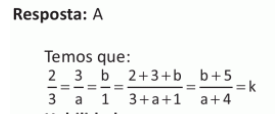 Resposta: A
Temos que:
2/3 = 3/a = b/1 = (2+3+b)/(3+a+1) = (b+5)/(a+4) = k